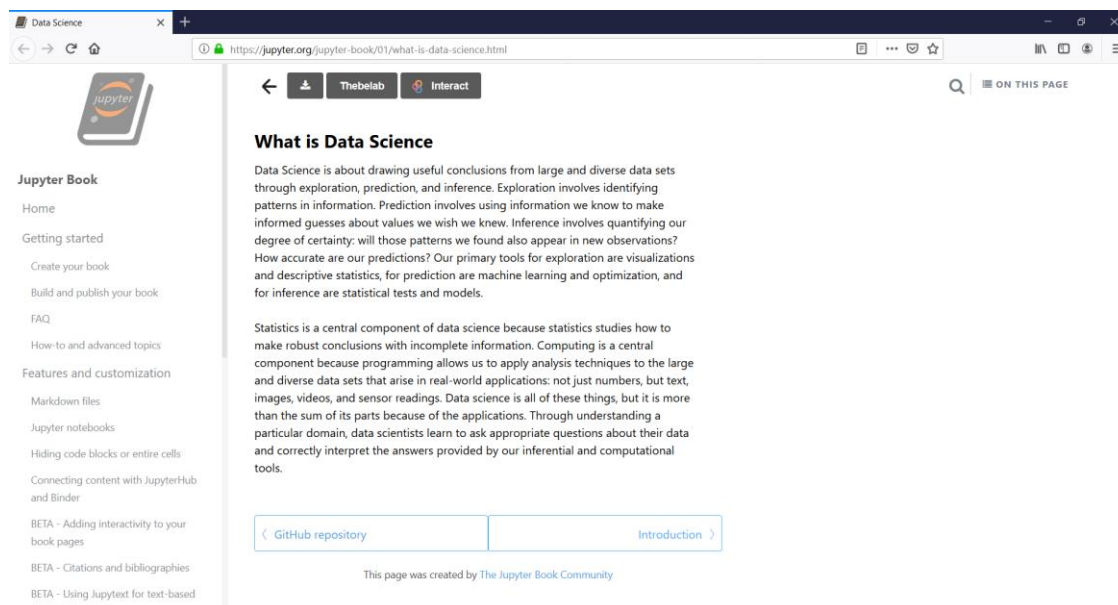 Data Science
https://jupyter.org/jupyter-book/01/what-is-data-science.html
jupyter
Jupyter Book
Home
Getting started
Create your book
Build and publish your book
FAQ
How-to and advanced topics
Features and customization
Markdown files
Jupyter notebooks
Hiding code blocks or entire cells
Connecting content with JupyterHub
and Binder
BETA - Adding interactivity to your
book pages
BETA - Citations and bibliographies
BETA - Using Jupytext for text-based
Thebelab
Interact
ON THIS PAGE
What is Data Science
Data Science is about drawing useful conclusions from large and diverse data sets
through exploration, prediction, and inference. Exploration involves identifying
patterns in information. Prediction involves using information we know to make
informed guesses about values we wish we knew. Inference involves quantifying our
degree of certainty: will those patterns we found also appear in new observations?
How accurate are our predictions? Our primary tools for exploration are visualizations
and descriptive statistics, for prediction are machine learning and optimization, and
for inference are statistical tests and models.
Statistics is a central component of data science because statistics studies how to
make robust conclusions with incomplete information. Computing is a central
component because programming allows us to apply analysis techniques to the large
and diverse data sets that arise in real-world applications: not just numbers, but text,
images, videos, and sensor readings. Data science is all of these things, but it is more
than the sum of its parts because of the applications. Through understanding a
particular domain, data scientists learn to ask appropriate questions about their data
and correctly interpret the answers provided by our inferential and computational
tools.
GitHub repository
Introduction
This page was created by The Jupyter Book Community